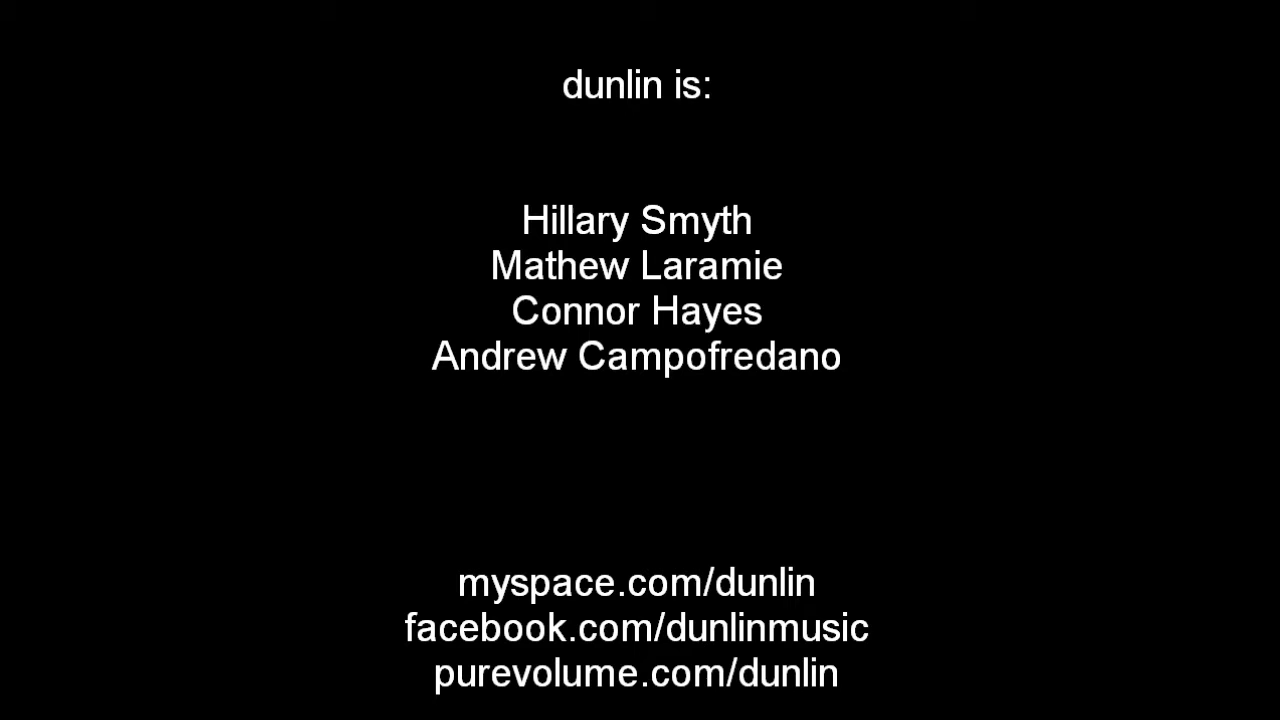 dunlin is:
Hillary Smyth
Mathew Laramie
Connor Hayes
Andrew Campofredano
myspace.com/dunlin
facebook.com/dunlinmusic
purevolume.com/dunlin